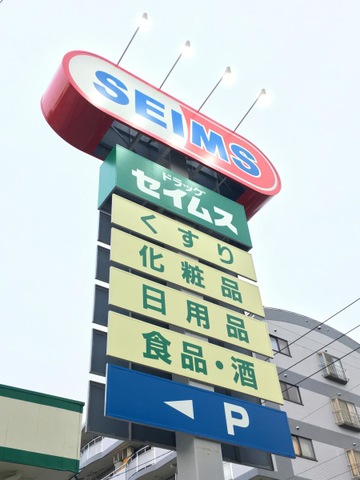 SEIMS
ドラッグ
セイムス
くすり
化粧品
日用品
食品・酒
P